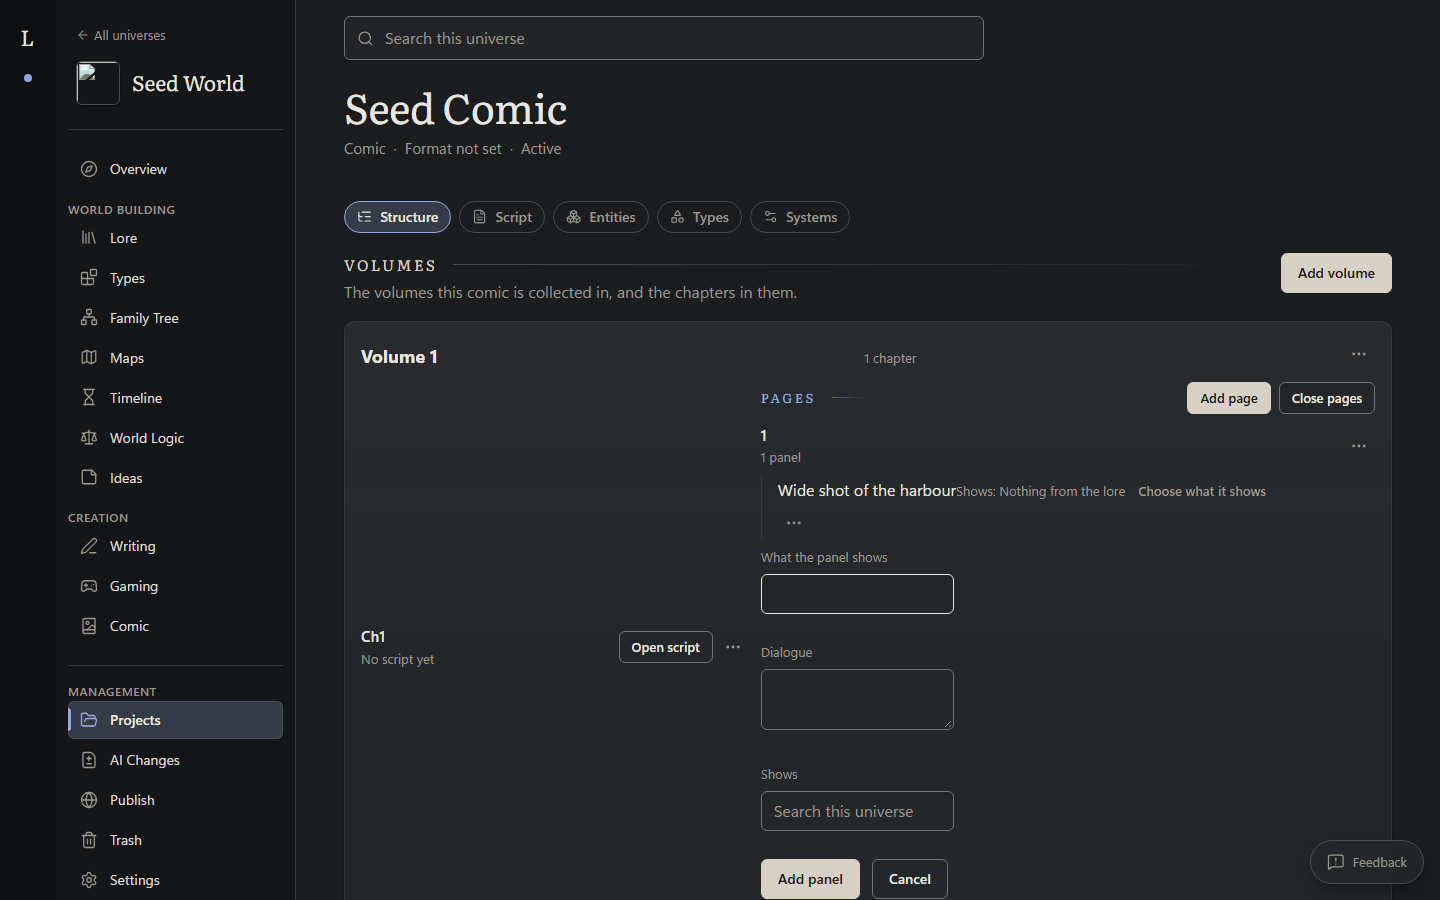 L
All universes
Seed World
Overview
WORLD BUILDING
Lore
Types
Family Tree
Maps
Timeline
World Logic
Ideas
CREATION
Writing
Gaming
Comic
MANAGEMENT
Projects
AI Changes
Publish
Trash
Settings
Search this universe
Seed Comic
Comic · Format not set · Active
Structure Script Entities Types Systems
VOLUMES
Add volume
The volumes this comic is collected in, and the chapters in them.
Volume 1
1 chapter
PAGES
Add page Close pages
1
1 panel
Wide shot of the harbourShows: Nothing from the lore Choose what it shows
What the panel shows
Ch1
No script yet
Open script
Dialogue
Shows
Search this universe
Add panel Cancel
Feedback